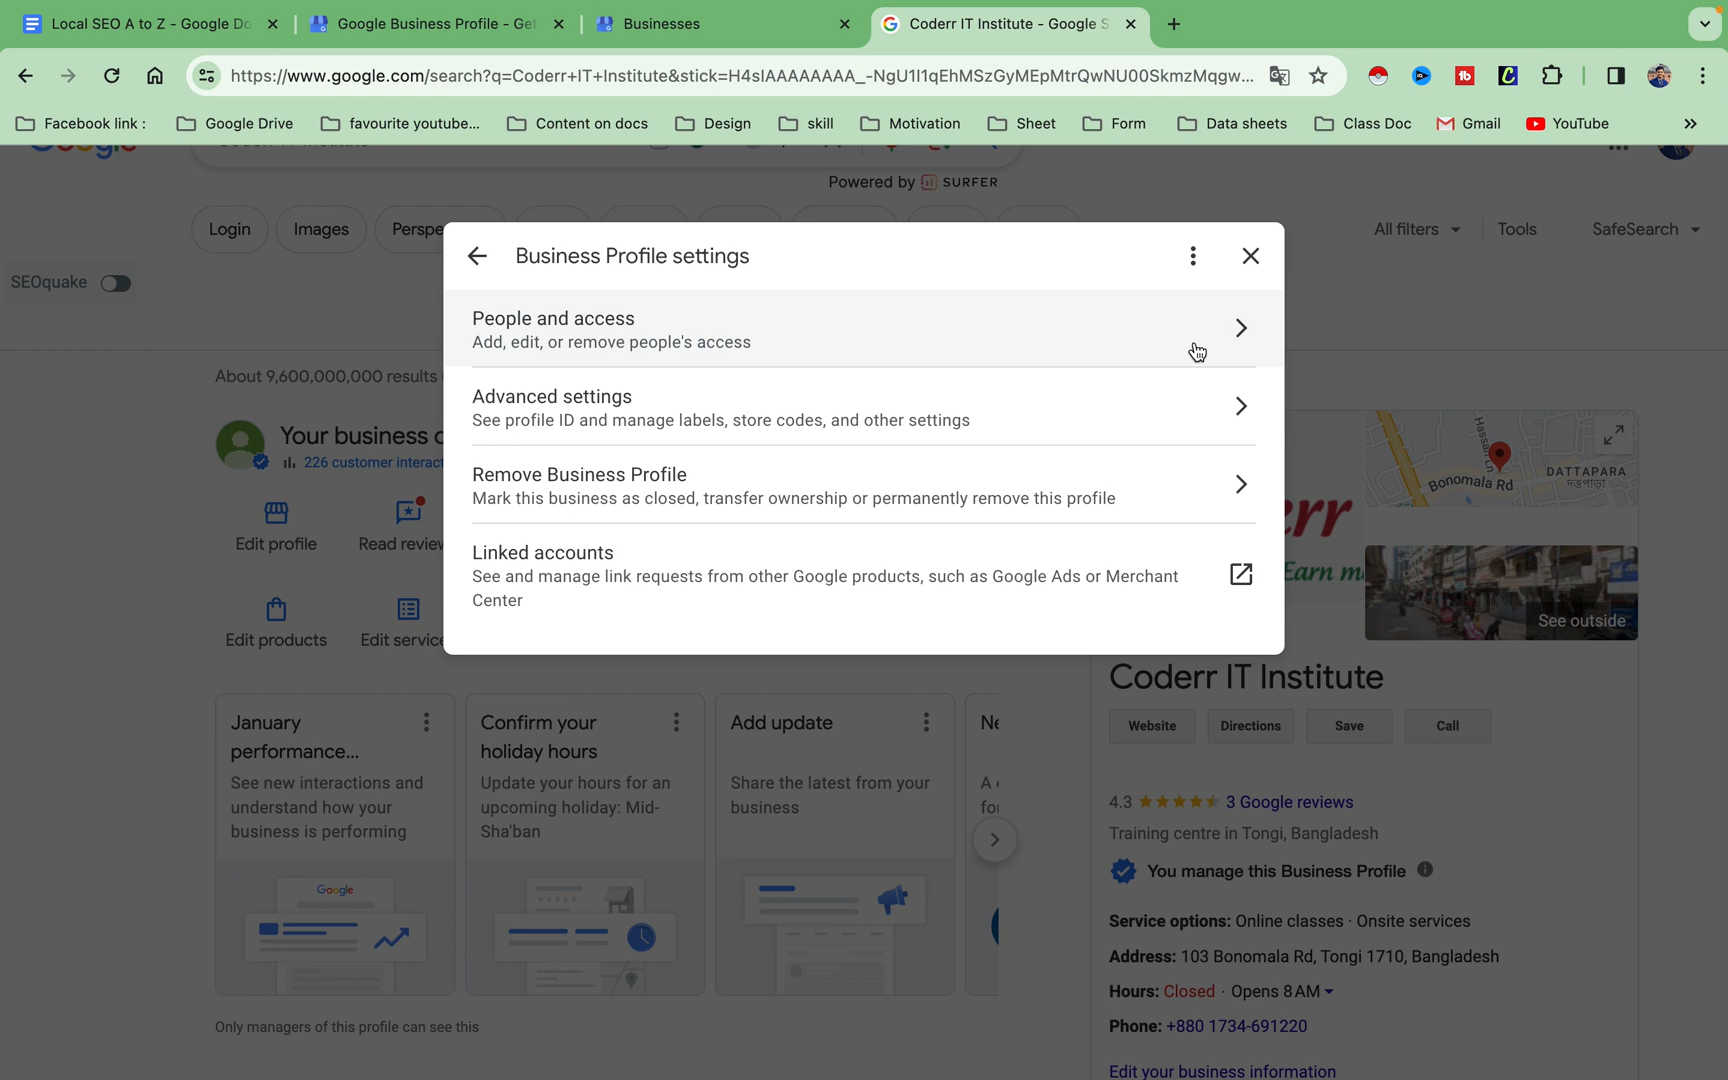 Local SEO A to Z - Google Do
Google Business Profile - Get
Businesses
Coderr IT Institute - Google S
https://www.google.com/search?q=Coderr+IT+Institute&stick=H4sIAAAAAAAA_-NgU1I1qEhMSzGyMEpMtrQwNU00SkmzMqgw...
Facebook link :
Google Drive
favourite youtube...
Content on docs
Design
skill
Motivation
Sheet
Form
Data sheets
Class Doc
Gmail
YouTube
Powered by SURFER
Login
Images
Perspe
All filters
Tools
SafeSearch
SEOquake
Business Profile settings
People and access
Add, edit, or remove people's access
Advanced settings
See profile ID and manage labels, store codes, and other settings
Remove Business Profile
Mark this business as closed, transfer ownership or permanently remove this profile
Linked accounts
See and manage link requests from other Google products, such as Google Ads or Merchant
Center
About 9,600,000,000 results
Your business
226 customer interact
Edit profile
Read review
Edit products
Edit service
January
performance...
See new interactions and
understand how your
business is performing
Google
Confirm your
holiday hours
Update your hours for an
upcoming holiday: Mid-
Sha'ban
Add update
Share the latest from your
business
Only managers of this profile can see this
Hassan Ln
Bonomala Rd
DATTAPARA
দত্তপাড়া
See outside
Coderr IT Institute
Website
Directions
Save
Call
4.3
3 Google reviews
Training centre in Tongi, Bangladesh
You manage this Business Profile
Service options: Online classes · Onsite services
Address: 103 Bonomala Rd, Tongi 1710, Bangladesh
Hours: Closed · Opens 8 AM
Phone: +880 1734-691220
Edit your business information